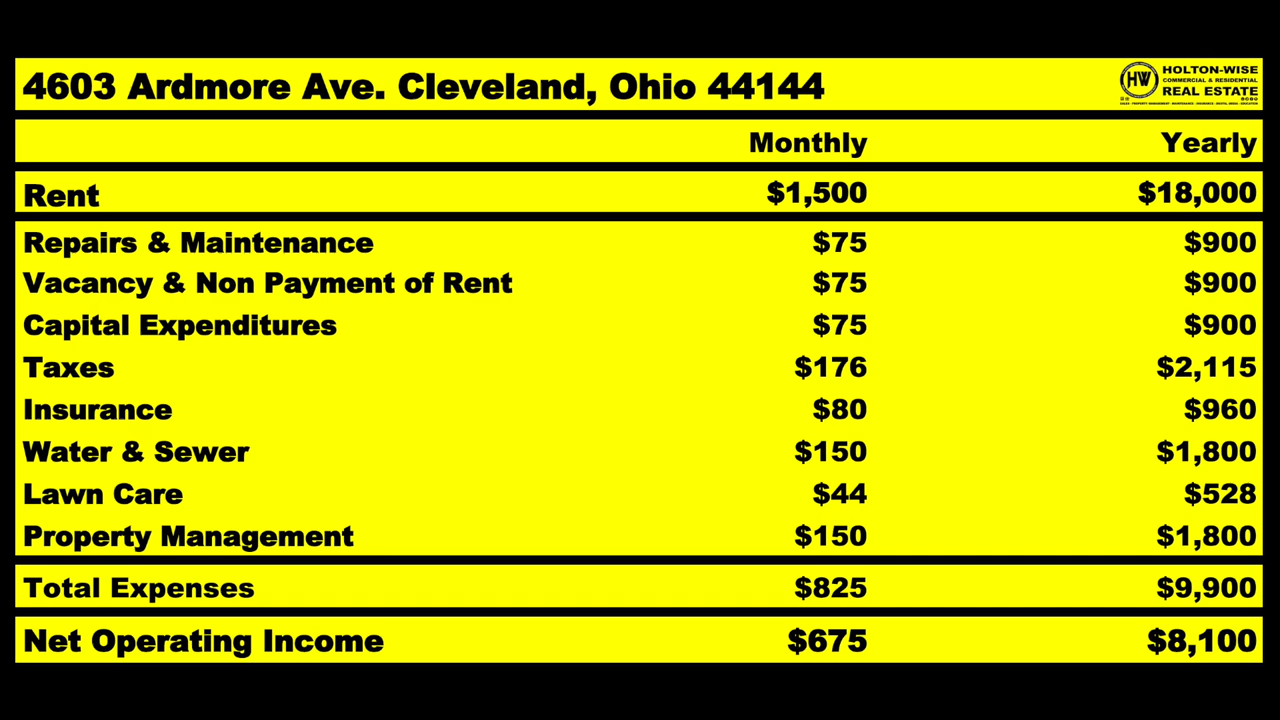 4603 Ardmore Ave. Cleveland, Ohio 44144
HOLTON-WISE
COMMERCIAL & RESIDENTIAL
REAL ESTATE
HW
Monthly Yearly
Rent $1,500 $18,000
Repairs & Maintenance $75 $900
Vacancy & Non Payment of Rent $75 $900
Capital Expenditures $75 $900
Taxes $176 $2,115
Insurance $80 $960
Water & Sewer $150 $1,800
Lawn Care $44 $528
Property Management $150 $1,800
Total Expenses $825 $9,900
Net Operating Income $675 $8,100